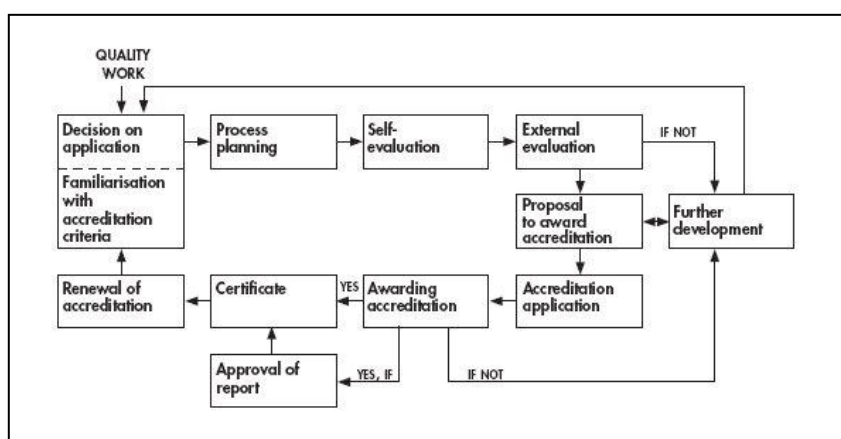 QUALITY
WORK
Decision on
application
Process
planning
Self-
evaluation
External
evaluation
IF NOT
Familiarisation
with
accreditation
criteria
Proposal
to award
accreditation
Further
development
Renewal of
accreditation
Certificate
YES
Awarding
accreditation
Accreditation
application
Approval of
report
YES, IF
IF NOT